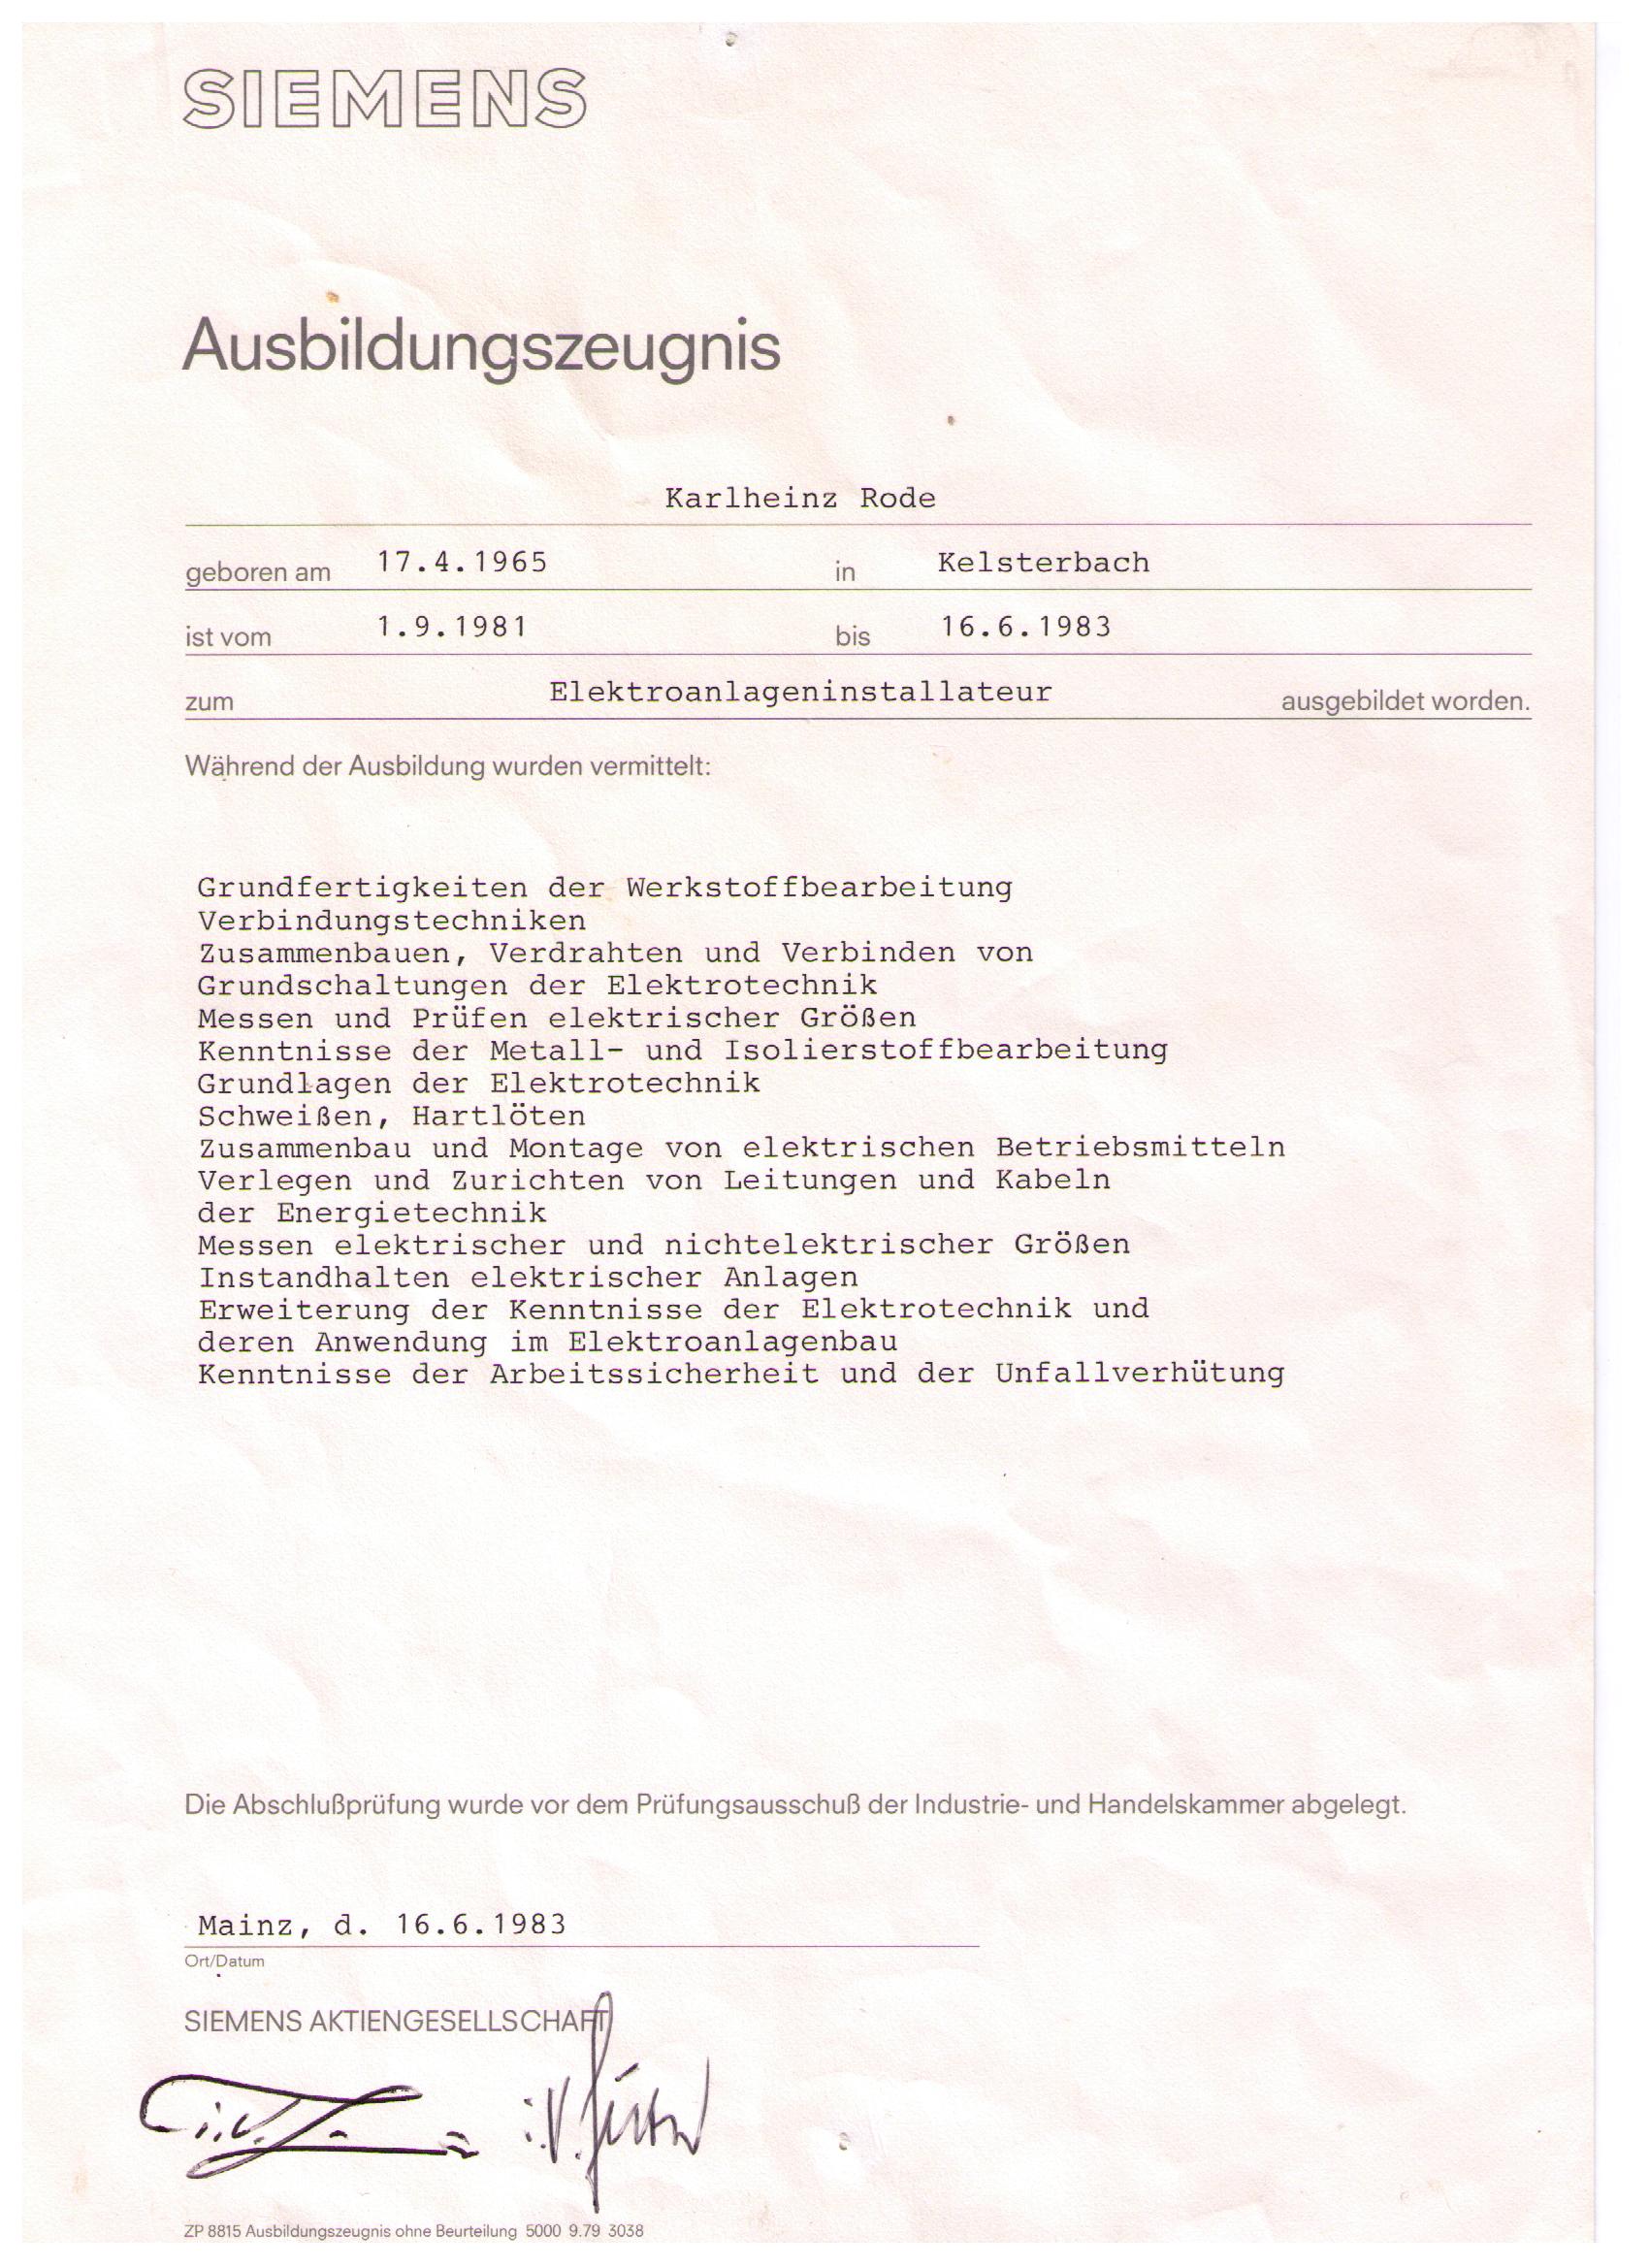 SIEMENS
Ausbildungszeugnis
Karlheinz Rode
geboren am 17.4.1965 in Kelsterbach
ist vom 1.9.1981 bis 16.6.1983
zum Elektroanlageninstallateur ausgebildet worden.
Während der Ausbildung wurden vermittelt:
Grundfertigkeiten der Werkstoffbearbeitung
Verbindungstechniken
Zusammenbauen, Verdrahten und Verbinden von
Grundschaltungen der Elektrotechnik
Messen und Prüfen elektrischer Größen
Kenntnisse der Metall- und Isolierstoffbearbeitung
Grundlagen der Elektrotechnik
Schweißen, Hartlöten
Zusammenbau und Montage von elektrischen Betriebsmitteln
Verlegen und Zurichten von Leitungen und Kabeln
der Energietechnik
Messen elektrischer und nichtelektrischer Größen
Instandhalten elektrischer Anlagen
Erweiterung der Kenntnisse der Elektrotechnik und
deren Anwendung im Elektroanlagenbau
Kenntnisse der Arbeitssicherheit und der Unfallverhütung
Die Abschlußprüfung wurde vor dem Prüfungsausschuß der Industrie- und Handelskammer abgelegt.
Mainz, d. 16.6.1983
Ort/Datum
SIEMENS AKTIENGESELLSCHAFT
i.V. i.V.
ZP 8815 Ausbildungszeugnis ohne Beurteilung 5000 9.79 3038